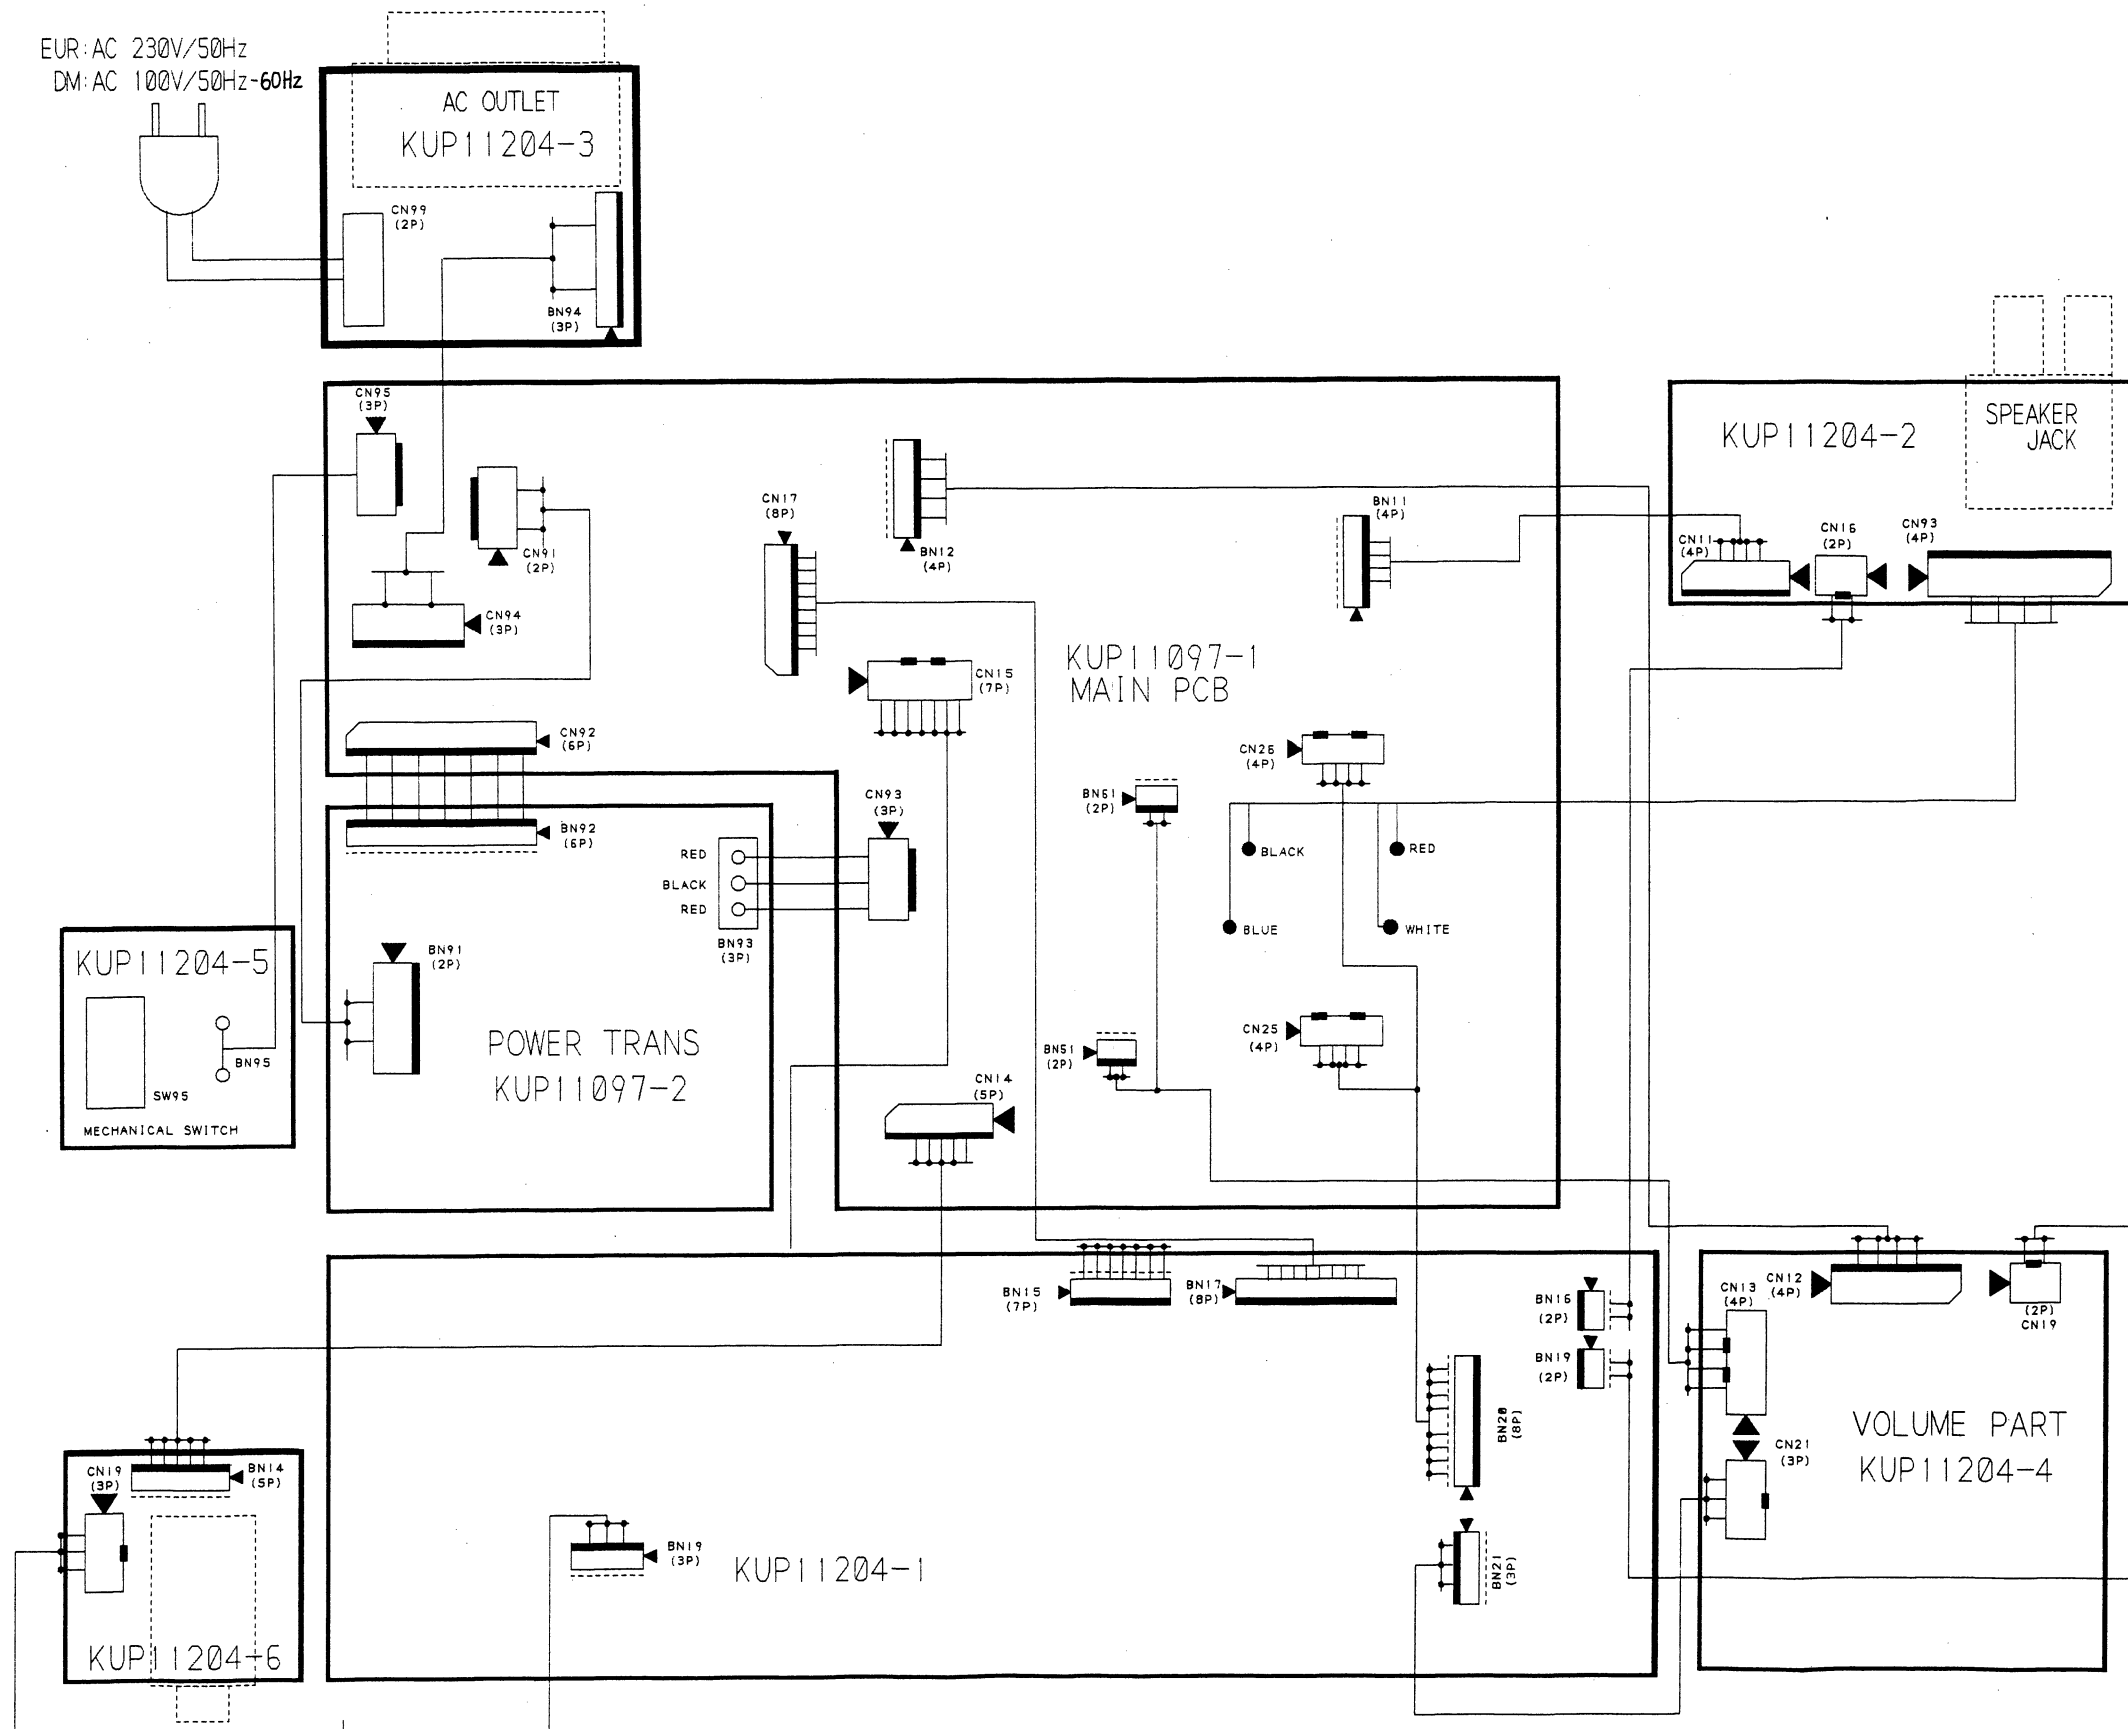 EUR:AC 230V/50Hz
DM:AC 100V/50Hz-60Hz
AC OUTLET
KUP11204-3
CN99
(2P)
BN94
(3P)
CN95
(3P)
CN91
(2P)
CN94
(3P)
CN17
(8P)
BN12
(4P)
BN11
(4P)
KUP11204-2
SPEAKER
JACK
CN11
(4P)
CN16
(2P)
CN93
(4P)
CN15
(7P)
KUP11097-1
MAIN PCB
CN92
(6P)
BN92
(6P)
CN93
(3P)
CN26
(4P)
BN61
(2P)
BLACK
RED
BLUE
WHITE
RED
BLACK
RED
BN93
(3P)
BN91
(2P)
POWER TRANS
KUP11097-2
KUP11204-5
BN95
SW95
MECHANICAL SWITCH
BN51
(2P)
CN25
(4P)
CN14
(5P)
BN15
(7P)
BN17
(8P)
BN16
(2P)
BN19
(2P)
CN13
(4P)
CN12
(4P)
(2P)
CN19
BN20
(8P)
CN21
(3P)
VOLUME PART
KUP11204-4
CN19
(3P)
BN14
(5P)
KUP11204-6
BN19
(3P)
KUP11204-1
BN21
(3P)